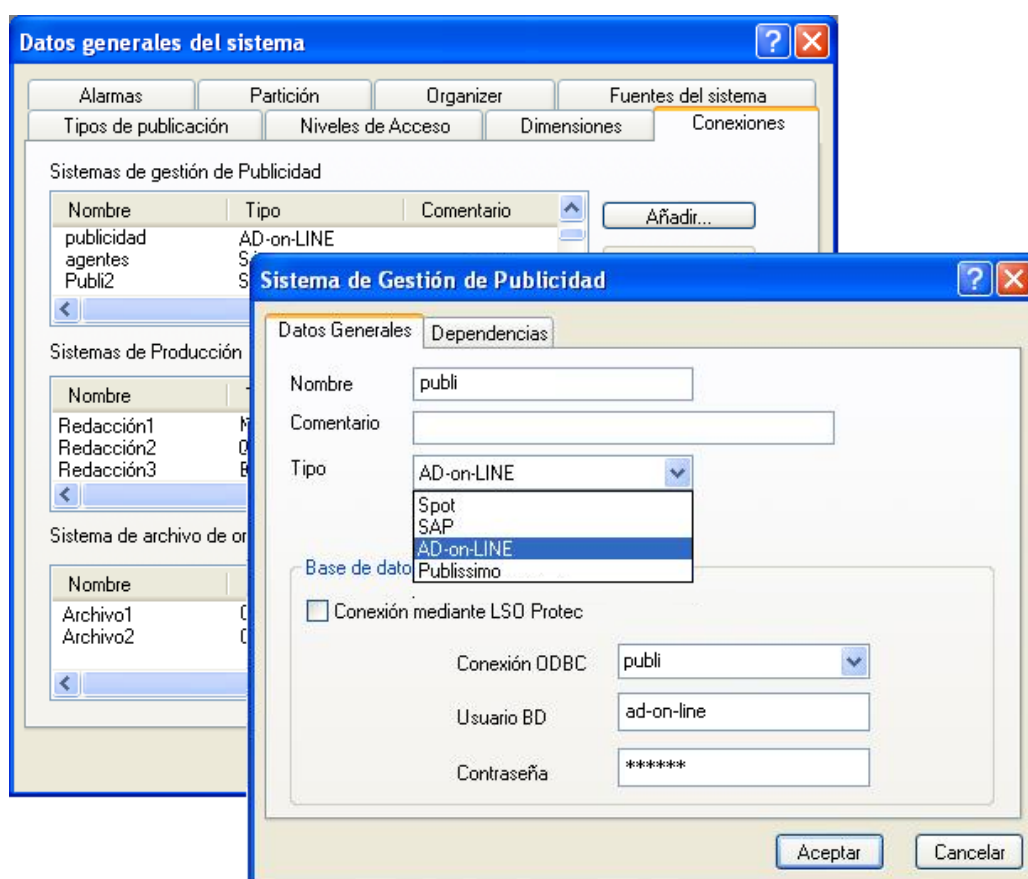 Datos generales del sistema
Alarmas Partición Organizer Fuentes del sistema
Tipos de publicación Niveles de Acceso Dimensiones Conexiones
Sistemas de gestión de Publicidad
Nombre Tipo Comentario
Añadir...
publicidad AD-on-LINE
agentes
Publi2
Sistemas de Producción
Nombre
Redacción1
Redacción2
Redacción3
Sistema de archivo de
Nombre
Archivo1
Archivo2
Sistema de Gestión de Publicidad
Datos Generales Dependencias
Nombre publi
Comentario
Tipo AD-on-LINE
Spot
SAP
AD-on-LINE
Publissimo
Base de
Conexión mediante LSO Protec
Conexión ODBC publi
Usuario BD ad-on-line
Contraseña ******
Aceptar Cancelar